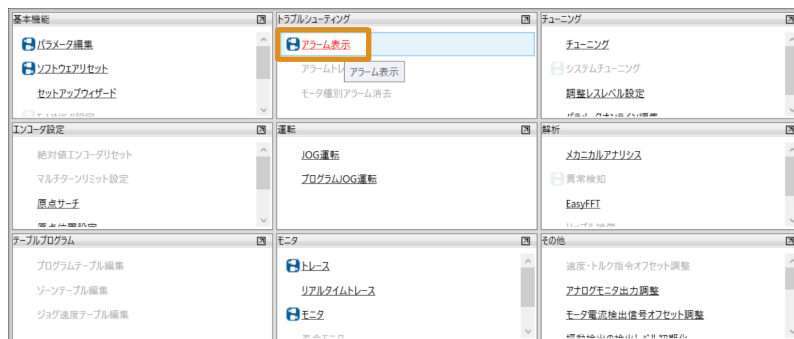 基本機能
パラメータ編集
ソフトウェアリセット
セットアップウィザード
トラブルシューティング
アラーム表示
アラームトレ
アラーム表示
モータ種別アラーム消去
チューニング
チューニング
システムチューニング
調整レスレベル設定
エンコーダ設定
絶対値エンコーダリセット
マルチターンリミット設定
原点サーチ
原点位置設定
運転
JOG運転
プログラムJOG運転
解析
メカニカルアナリシス
異常検知
EasyFFT
テーブルプログラム
プログラムテーブル編集
ゾーンテーブル編集
ジョグ速度テーブル編集
モニタ
トレース
リアルタイムトレース
モニタ
その他
速度・トルク指令オフセット調整
アナログモニタ出力調整
モータ電流検出信号オフセット調整